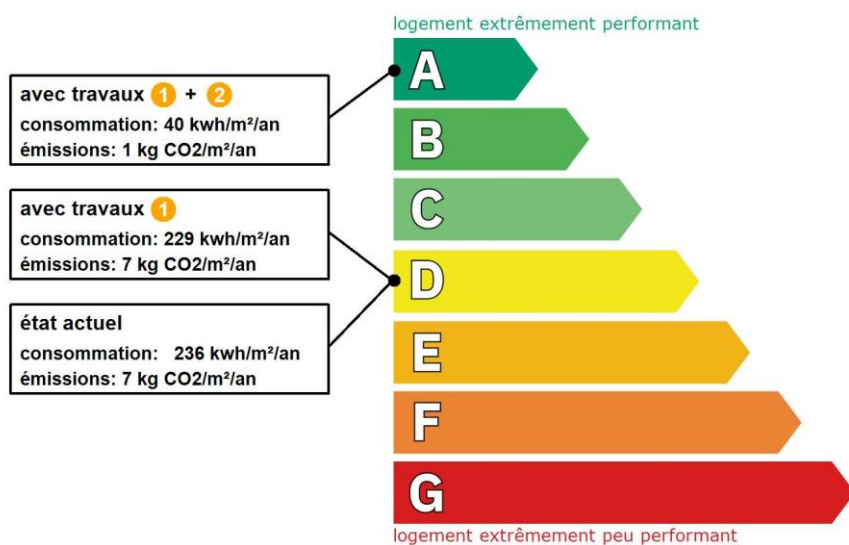 logement extrêmement performant
avec travaux 1 + 2
consommation: 40 kwh/m²/an
émissions: 1 kg CO2/m²/an
avec travaux 1
consommation: 229 kwh/m²/an
émissions: 7 kg CO2/m²/an
état actuel
consommation: 236 kwh/m²/an
émissions: 7 kg CO2/m²/an
A
B
C
D
E
F
G
logement extrêmement peu performant